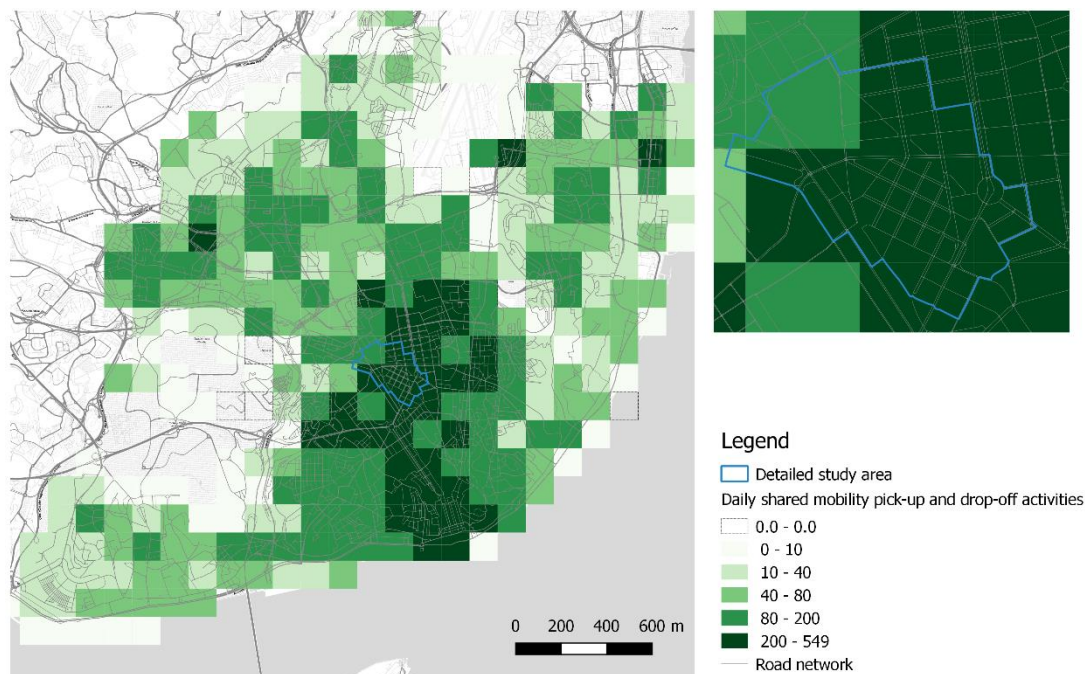 0 200 400 600 m
Legend
Detailed study area
Daily shared mobility pick-up and drop-off activities
0.0 - 0.0
0 - 10
10 - 40
40 - 80
80 - 200
200 - 549
Road network